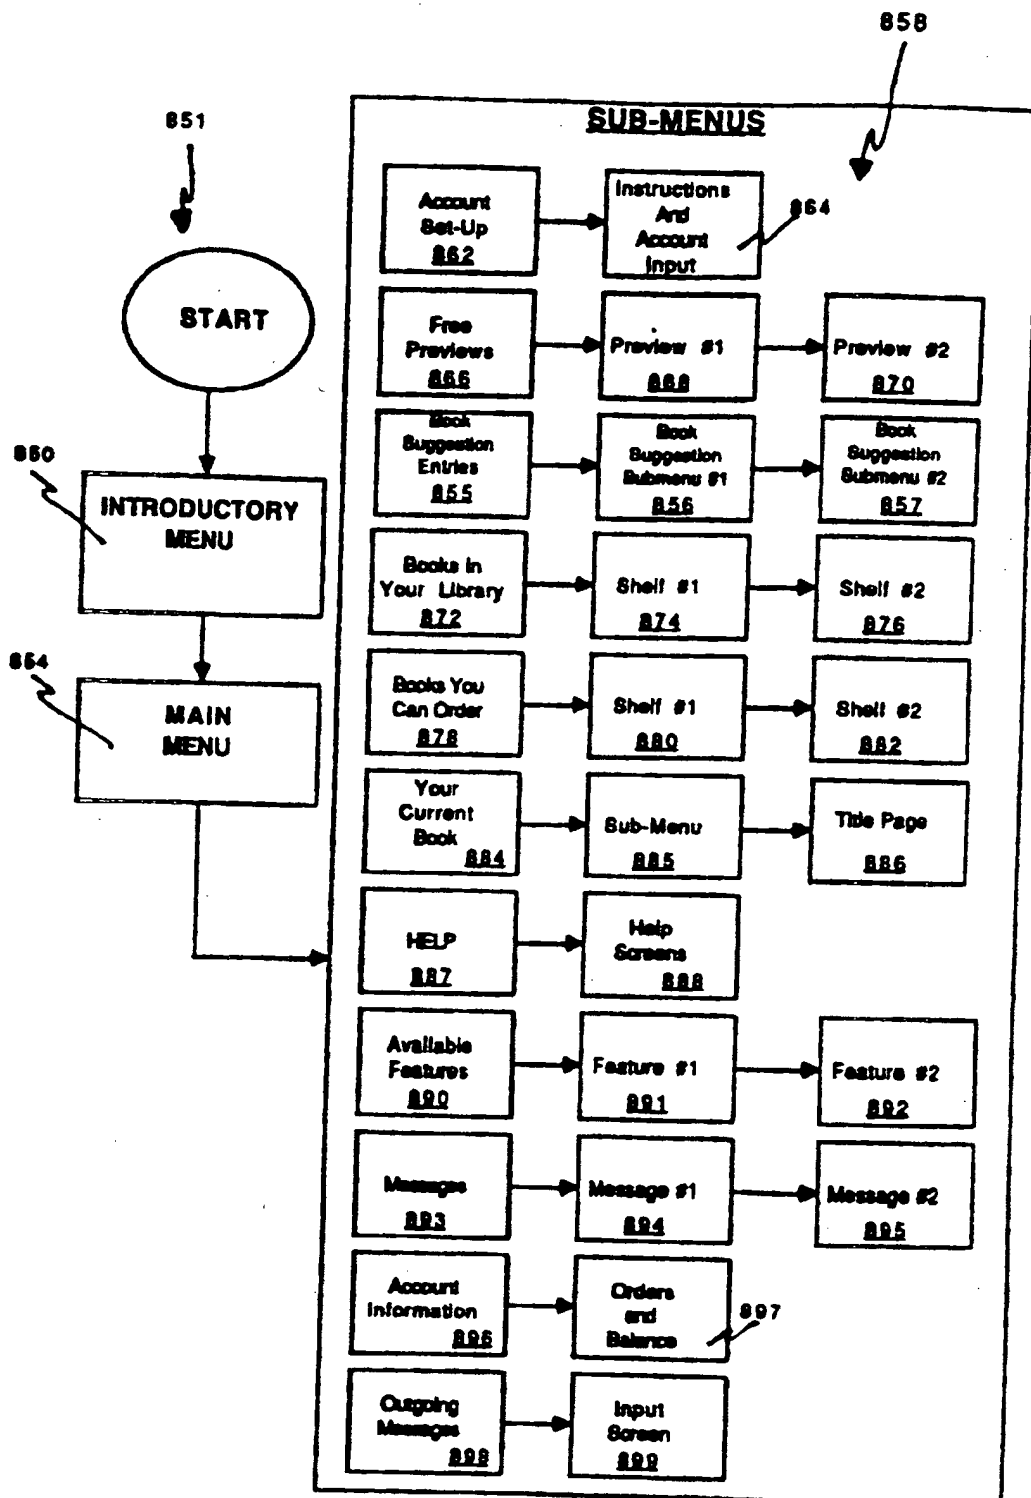 858
851
SUB-MENUS
START
850
INTRODUCTORY
MENU
854
MAIN
MENU
Account
Set-Up
862
Instructions
And
Account
Input
864
Free
Previews
866
Preview #1
868
Preview #2
870
Book
Suggestion
Entries
855
Book
Suggestion
Submenu #1
856
Book
Suggestion
Submenu #2
857
Books In
Your Library
872
Shelf #1
874
Shelf #2
876
Books You
Can Order
878
Shelf #1
880
Shelf #2
882
Your
Current
Book
884
Sub-Menu
885
Title Page
886
HELP
887
Help
Screens
888
Available
Features
890
Feature #1
891
Feature #2
892
Messages
893
Message #1
894
Message #2
895
Account
Information
896
Orders
and
Balance
897
Outgoing
Messages
898
Input
Screen
899